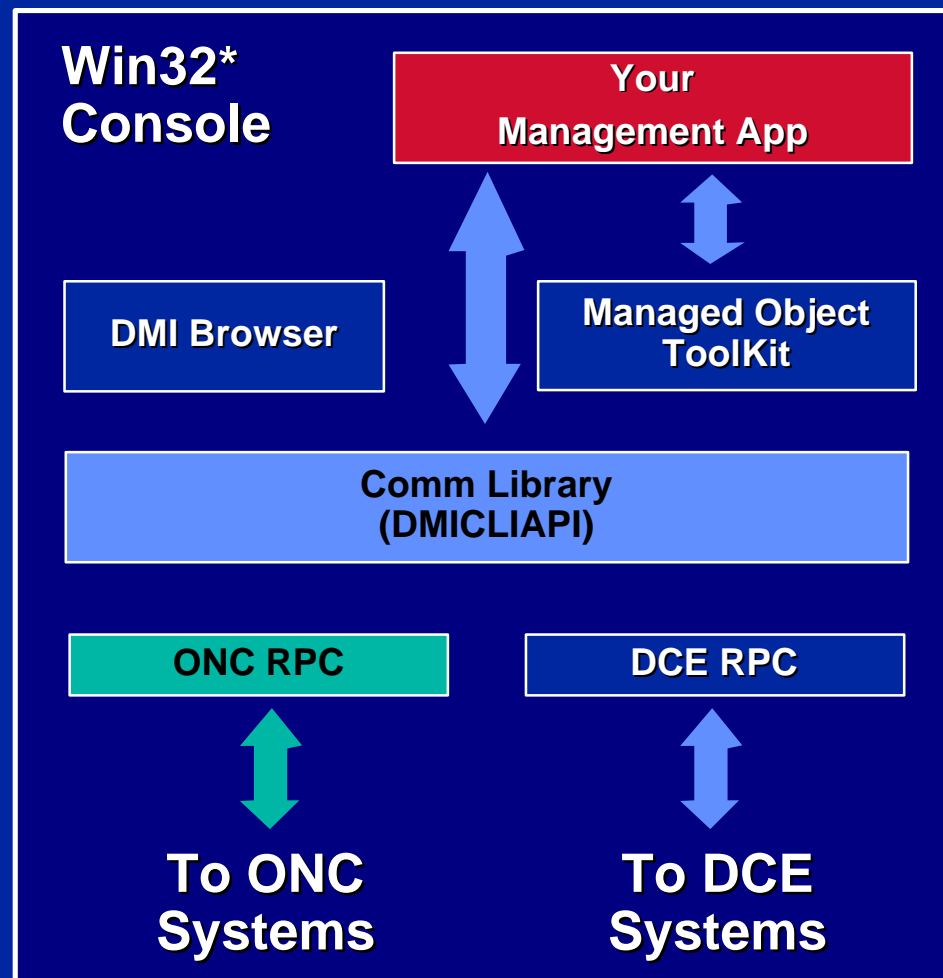 Win32*
Console
Your
Management App
DMI Browser
Managed Object
ToolKit
Comm Library
(DMICLIAPI)
ONC RPC
DCE RPC
To ONC
Systems
To DCE
Systems